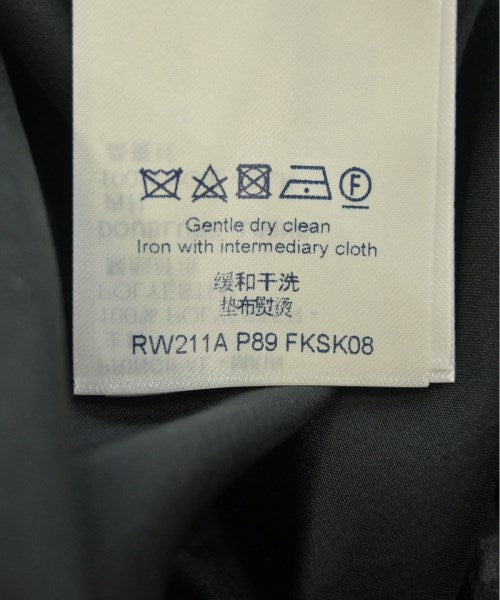 Gentle dry clean
Iron with intermediary cloth
缓和干洗
垫布熨烫
RW211A P89 FKSK08